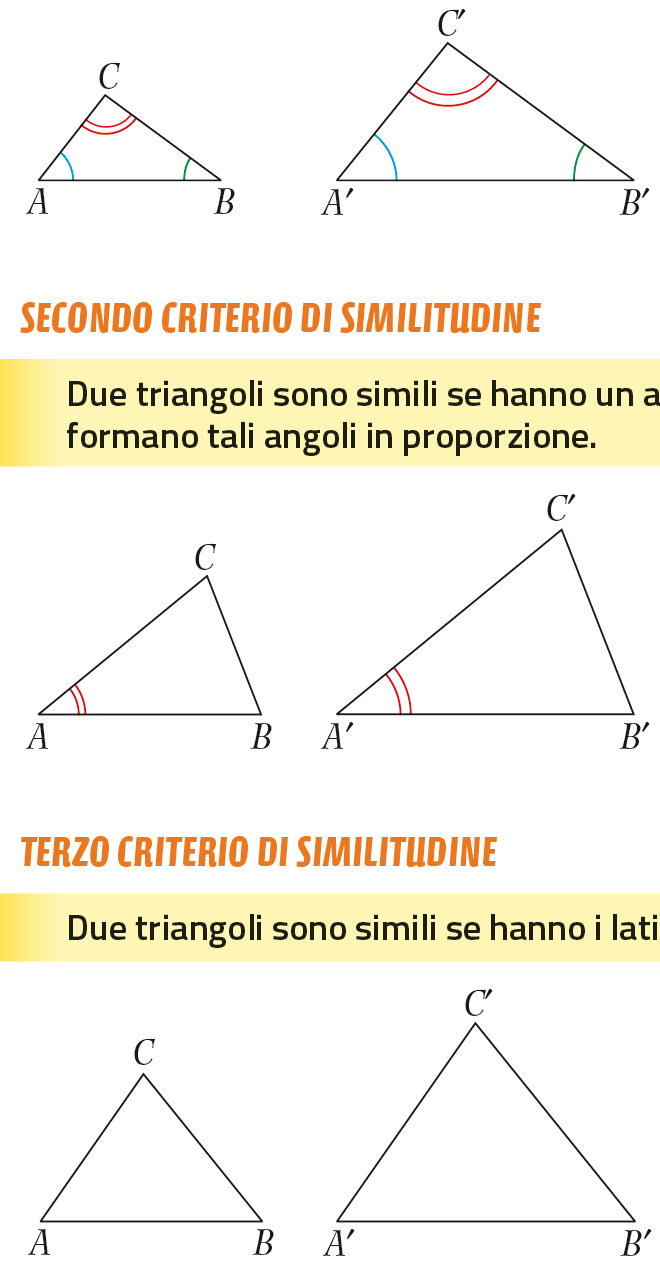 C
C′
A
B
A′
B′
SECONDO CRITERIO DI SIMILITUDINE
Due triangoli sono simili se hanno un a
formano tali angoli in proporzione.
C
C′
A
B
A′
B′
TERZO CRITERIO DI SIMILITUDINE
Due triangoli sono simili se hanno i lati
C
C′
A
B
A′
B′